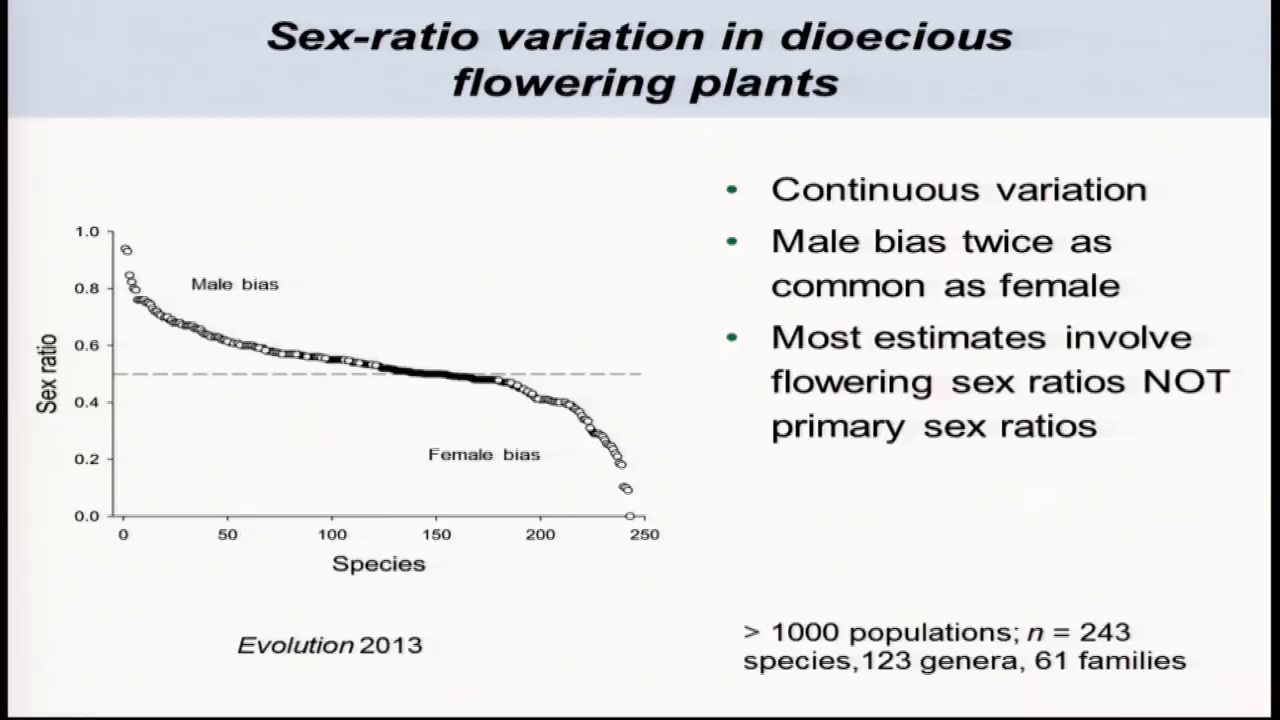 Sex-ratio variation in dioecious
flowering plants
• Continuous variation
• Male bias twice as
common as female
• Most estimates involve
flowering sex ratios NOT
primary sex ratios
1.0
0.8
0.6
0.4
0.2
0.0
Sex ratio
Male bias
Female bias
0 50 100 150 200 250
Species
Evolution 2013
> 1000 populations; n = 243
species,123 genera, 61 families